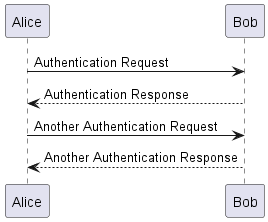 Alice
Bob
Authentication Request
Authentication Response
Another Authentication Request
Another Authentication Response
Alice
Bob